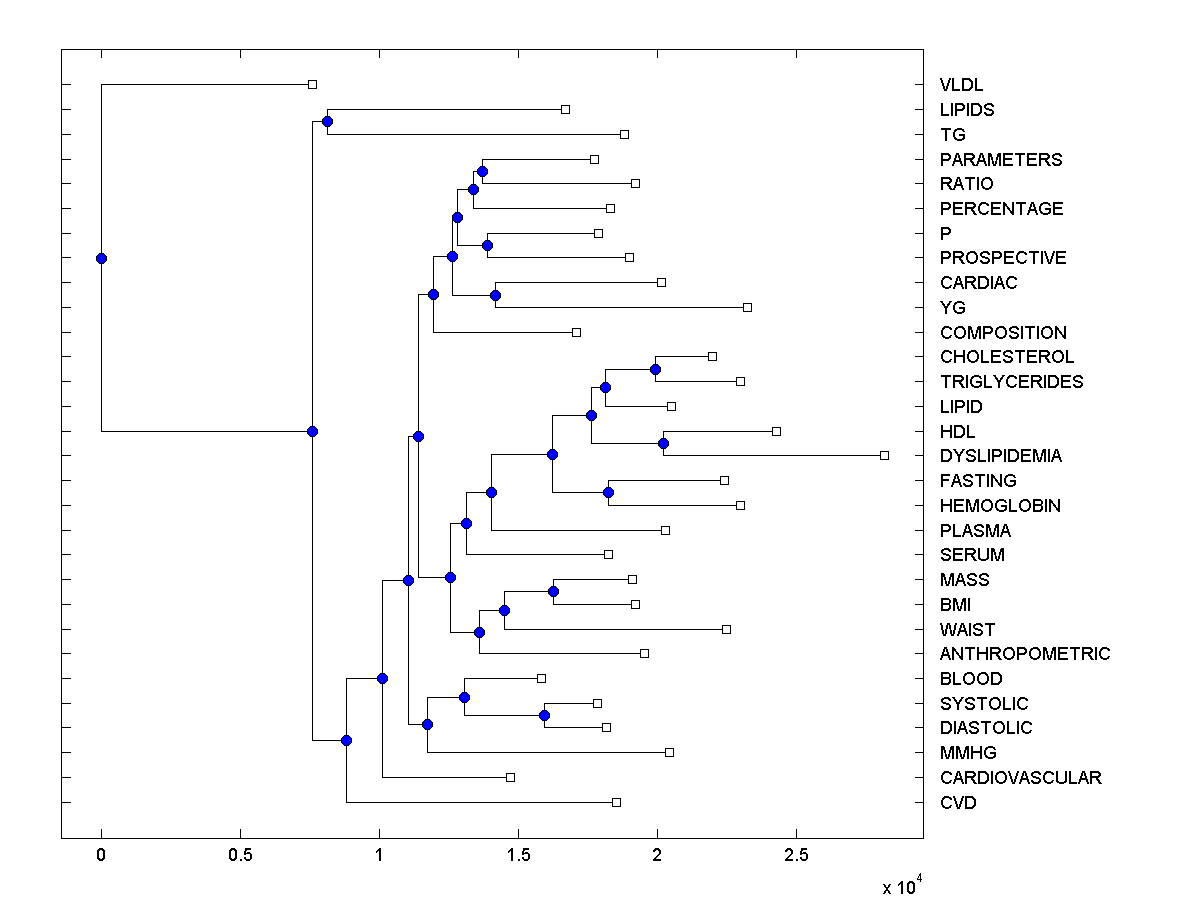 VLDL
LIPIDS
TG
PARAMETERS
RATIO
PERCENTAGE
P
PROSPECTIVE
CARDIAC
YG
COMPOSITION
CHOLESTEROL
TRIGLYCERIDES
LIPID
HDL
DYSLIPIDEMIA
FASTING
HEMOGLOBIN
PLASMA
SERUM
MASS
BMI
WAIST
ANTHROPOMETRIC
BLOOD
SYSTOLIC
DIASTOLIC
MMHG
CARDIOVASCULAR
CVD
0 0.5 1 1.5 2 2.5
x 10^4